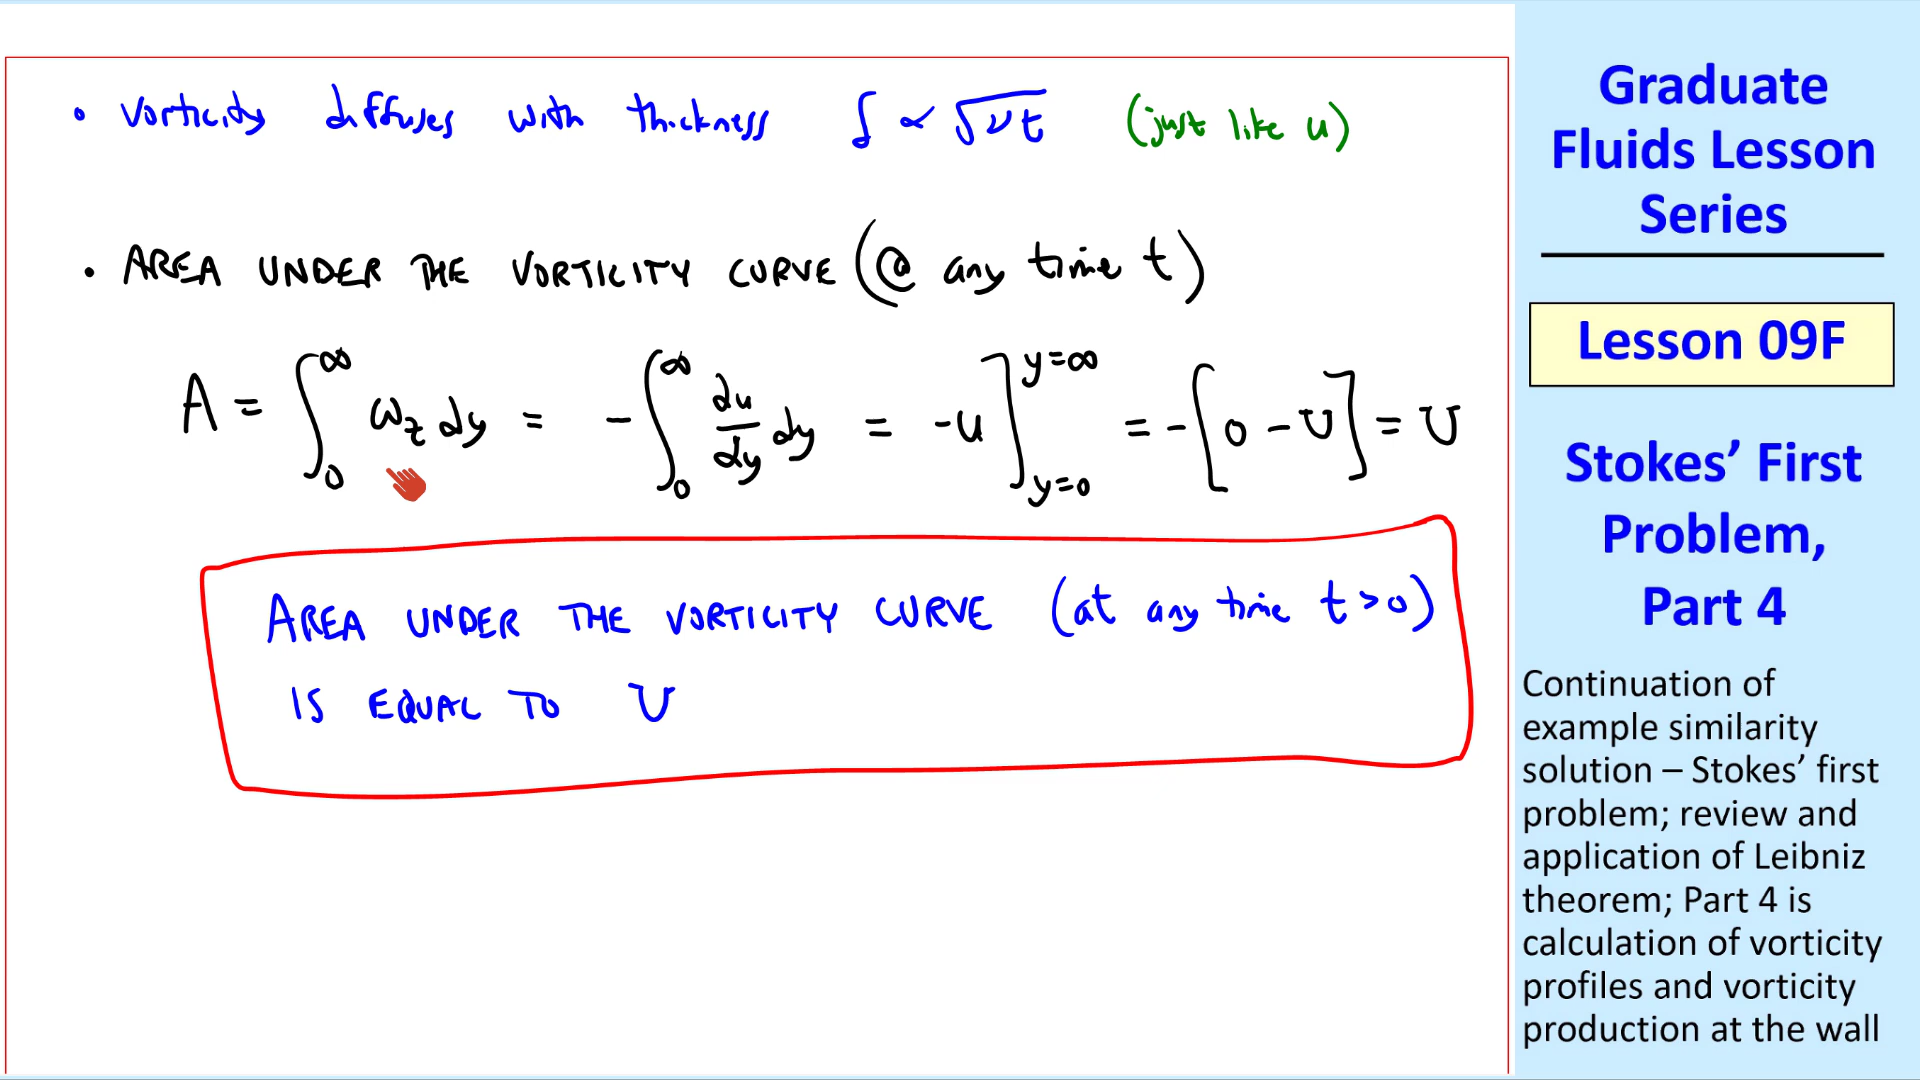 • Vorticity diffuses with thickness δ ∝ √νt (just like u)
• AREA UNDER THE VORTICITY CURVE (@ any time t)
A = ∫₀^∞ ω_z dy = - ∫₀^∞ du/dy dy = -u]_{y=0}^{y=∞} = -[0 - U] = U
AREA UNDER THE VORTICITY CURVE (at any time t>0)
IS EQUAL TO U
Graduate
Fluids Lesson
Series
Lesson 09F
Stokes’ First
Problem,
Part 4
Continuation of
example similarity
solution – Stokes’ first
problem; review and
application of Leibniz
theorem; Part 4 is
calculation of vorticity
profiles and vorticity
production at the wall